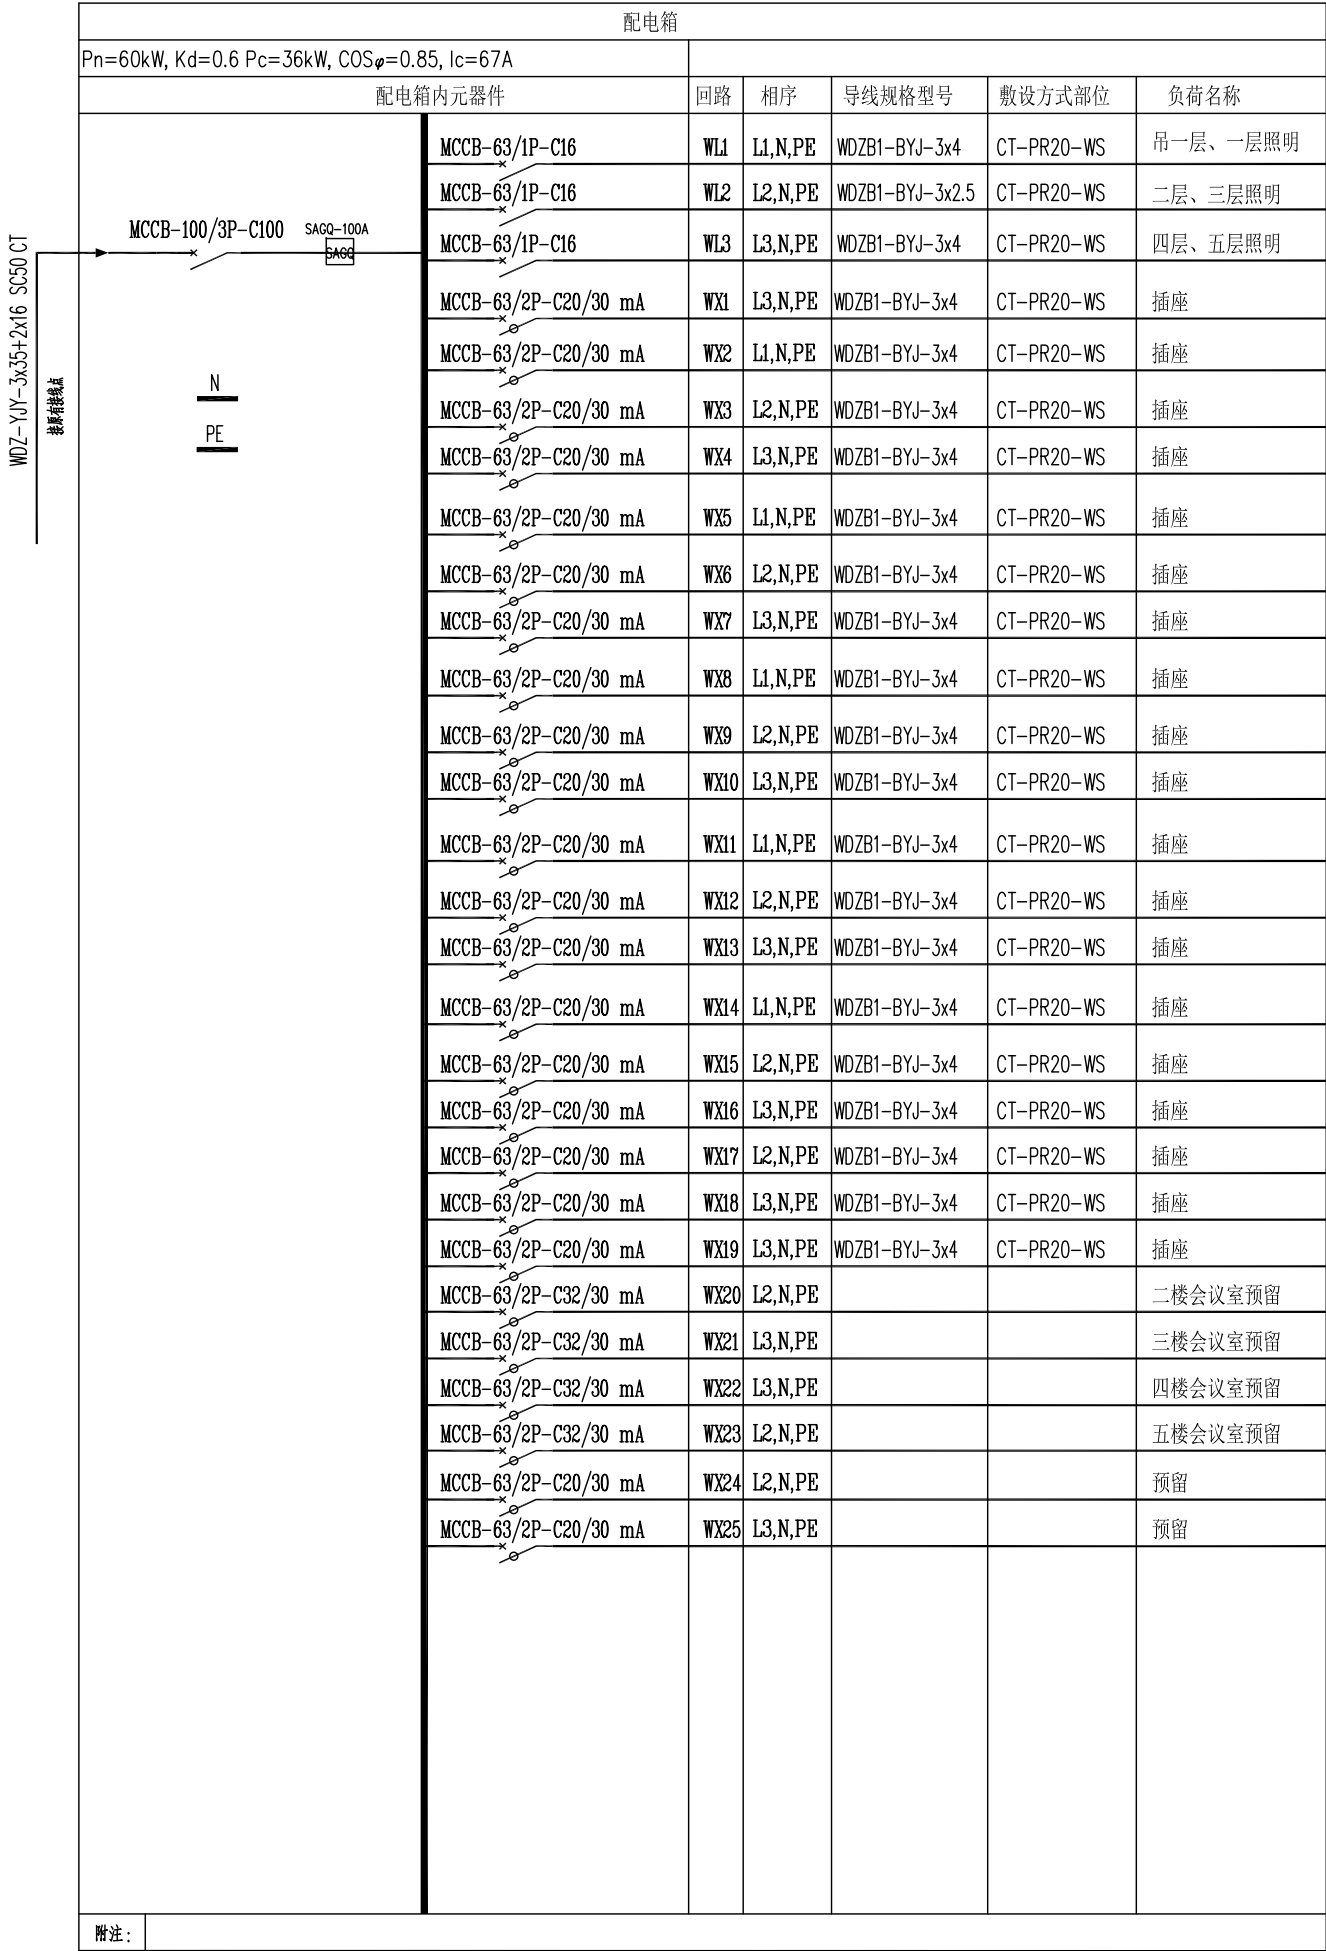 配电箱
Pn=60kW, Kd=0.6 Pc=36kW, COSφ=0.85, Ic=67A
配电箱内元器件 回路 相序 导线规格型号 敷设方式部位 负荷名称
MCCB-63/1P-C16 WL1 L1,N,PE WDZB1-BYJ-3x4 CT-PR20-WS 吊一层、一层照明
MCCB-63/1P-C16 WL2 L2,N,PE WDZB1-BYJ-3x2.5 CT-PR20-WS 二层、三层照明
MCCB-100/3P-C100 SAGQ-100A
SAGQ
MCCB-63/1P-C16 WL3 L3,N,PE WDZB1-BYJ-3x4 CT-PR20-WS 四层、五层照明
WDZ-YJY-3x35+2x16 SC50 CT
接原有接线点
N
PE
MCCB-63/2P-C20/30 mA WX1 L3,N,PE WDZB1-BYJ-3x4 CT-PR20-WS 插座
MCCB-63/2P-C20/30 mA WX2 L1,N,PE WDZB1-BYJ-3x4 CT-PR20-WS 插座
MCCB-63/2P-C20/30 mA WX3 L2,N,PE WDZB1-BYJ-3x4 CT-PR20-WS 插座
MCCB-63/2P-C20/30 mA WX4 L3,N,PE WDZB1-BYJ-3x4 CT-PR20-WS 插座
MCCB-63/2P-C20/30 mA WX5 L1,N,PE WDZB1-BYJ-3x4 CT-PR20-WS 插座
MCCB-63/2P-C20/30 mA WX6 L2,N,PE WDZB1-BYJ-3x4 CT-PR20-WS 插座
MCCB-63/2P-C20/30 mA WX7 L3,N,PE WDZB1-BYJ-3x4 CT-PR20-WS 插座
MCCB-63/2P-C20/30 mA WX8 L1,N,PE WDZB1-BYJ-3x4 CT-PR20-WS 插座
MCCB-63/2P-C20/30 mA WX9 L2,N,PE WDZB1-BYJ-3x4 CT-PR20-WS 插座
MCCB-63/2P-C20/30 mA WX10 L3,N,PE WDZB1-BYJ-3x4 CT-PR20-WS 插座
MCCB-63/2P-C20/30 mA WX11 L1,N,PE WDZB1-BYJ-3x4 CT-PR20-WS 插座
MCCB-63/2P-C20/30 mA WX12 L2,N,PE WDZB1-BYJ-3x4 CT-PR20-WS 插座
MCCB-63/2P-C20/30 mA WX13 L3,N,PE WDZB1-BYJ-3x4 CT-PR20-WS 插座
MCCB-63/2P-C20/30 mA WX14 L1,N,PE WDZB1-BYJ-3x4 CT-PR20-WS 插座
MCCB-63/2P-C20/30 mA WX15 L2,N,PE WDZB1-BYJ-3x4 CT-PR20-WS 插座
MCCB-63/2P-C20/30 mA WX16 L3,N,PE WDZB1-BYJ-3x4 CT-PR20-WS 插座
MCCB-63/2P-C20/30 mA WX17 L2,N,PE WDZB1-BYJ-3x4 CT-PR20-WS 插座
MCCB-63/2P-C20/30 mA WX18 L3,N,PE WDZB1-BYJ-3x4 CT-PR20-WS 插座
MCCB-63/2P-C20/30 mA WX19 L3,N,PE WDZB1-BYJ-3x4 CT-PR20-WS 插座
MCCB-63/2P-C32/30 mA WX20 L2,N,PE 二楼会议室预留
MCCB-63/2P-C32/30 mA WX21 L3,N,PE 三楼会议室预留
MCCB-63/2P-C32/30 mA WX22 L3,N,PE 四楼会议室预留
MCCB-63/2P-C32/30 mA WX23 L2,N,PE 五楼会议室预留
MCCB-63/2P-C20/30 mA WX24 L2,N,PE 预留
MCCB-63/2P-C20/30 mA WX25 L3,N,PE 预留
附注: